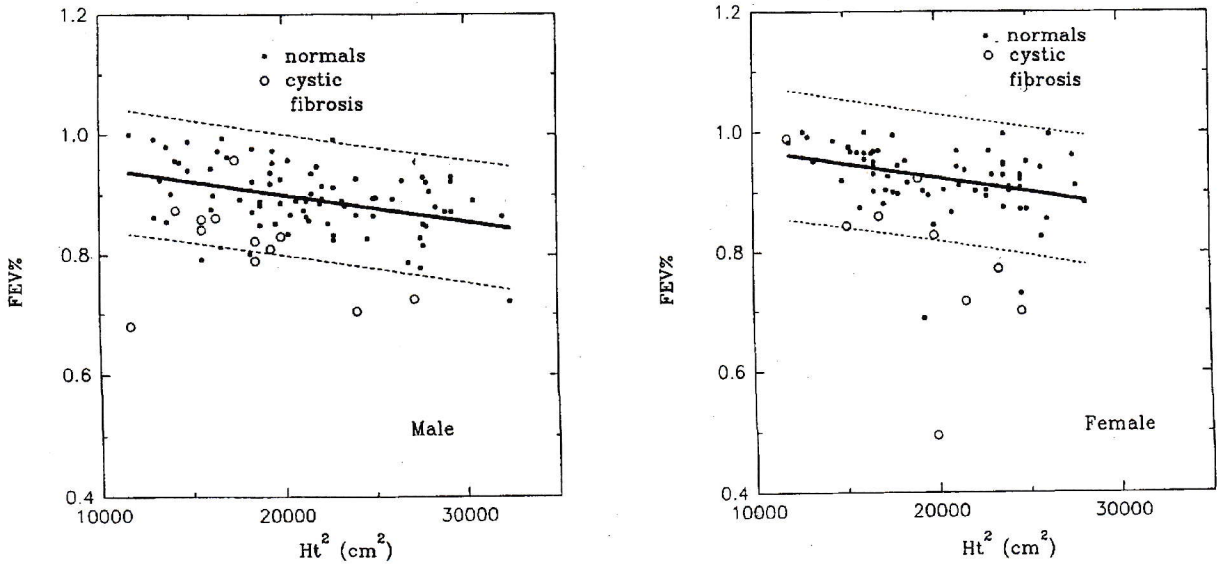 1.2
1.0
0.8
0.6
0.4
FEV%
normals
cystic
fibrosis
Male
10000 20000 30000
Ht² (cm²)
1.2
1.0
0.8
0.6
0.4
FEV%
normals
cystic
fibrosis
Female
10000 20000 30000
Ht² (cm²)